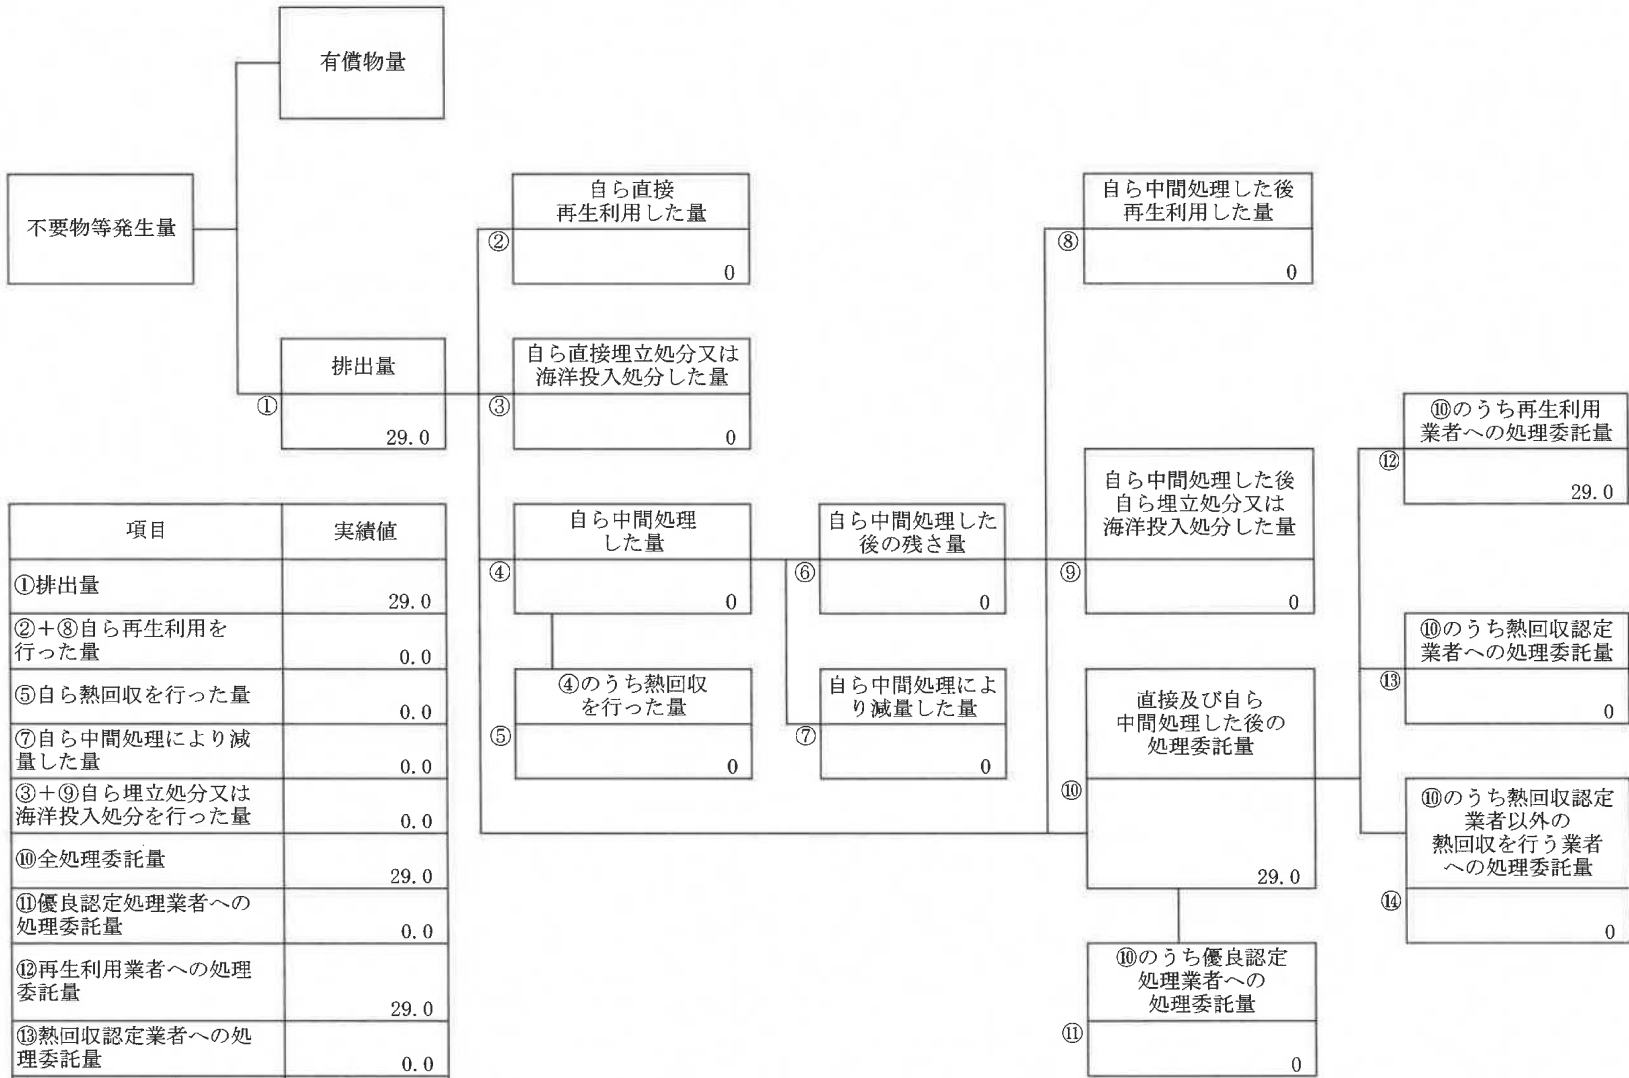 有償物量
不要物等発生量
自ら直接
再生利用した量
②
0
自ら中間処理した後
再生利用した量
⑧
0
排出量
①
29.0
自ら直接埋立処分又は
海洋投入処分した量
③
0
⑩のうち再生利用
業者への処理委託量
⑫
29.0
自ら中間処理
した量
④
0
自ら中間処理した
後の残さ量
⑥
0
自ら中間処理した後
自ら埋立処分又は
海洋投入処分した量
⑨
0
⑩のうち熱回収認定
業者への処理委託量
⑬
0
④のうち熱回収
を行った量
⑤
0
自ら中間処理によ
り減量した量
⑦
0
直接及び自ら
中間処理した後の
処理委託量
⑩
29.0
⑩のうち熱回収認定
業者以外の
熱回収を行う業者
への処理委託量
⑭
0
⑩のうち優良認定
処理業者への
処理委託量
⑪
0
項目 実績値
①排出量
29.0
②+⑧自ら再生利用を
行った量
0.0
⑤自ら熱回収を行った量
0.0
⑦自ら中間処理により減
量した量
0.0
③+⑨自ら埋立処分又は
海洋投入処分を行った量
0.0
⑩全処理委託量
29.0
⑪優良認定処理業者への
処理委託量
0.0
⑫再生利用業者への処理
委託量
29.0
⑬熱回収認定業者への処
理委託量
0.0